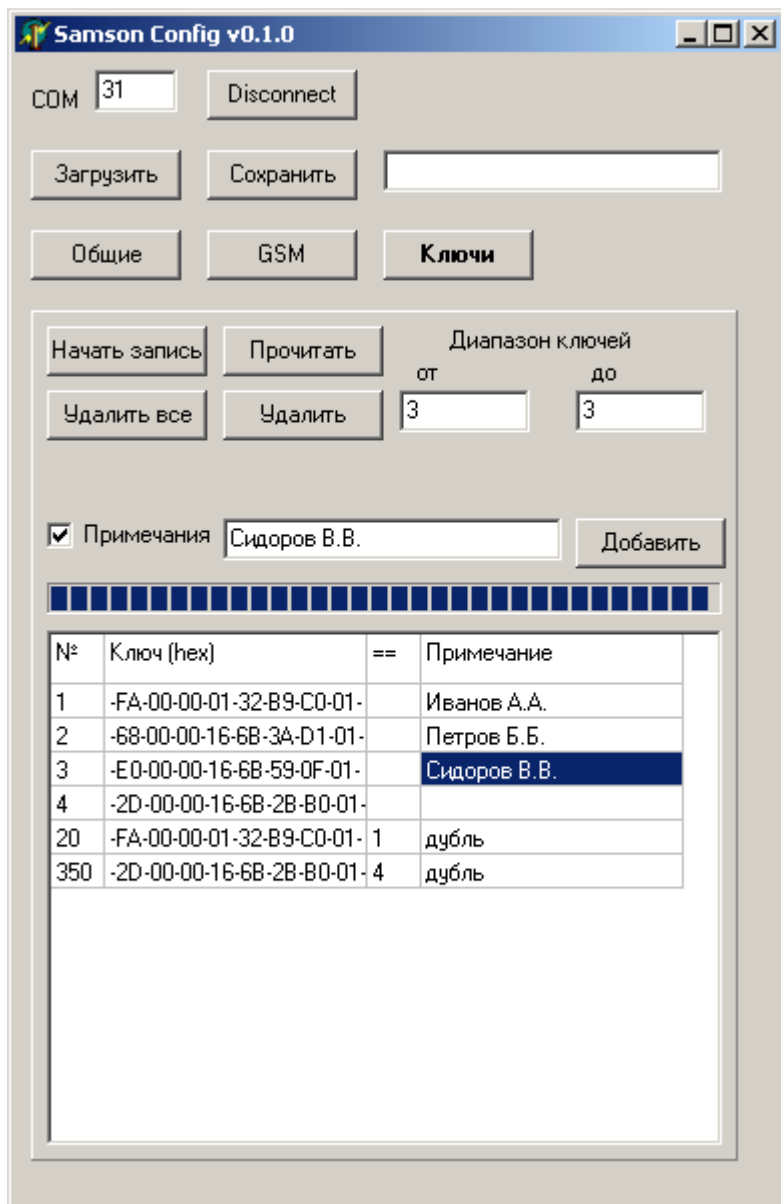 Samson Config v0.1.0
COM 31 Disconnect
Загрузить Сохранить
Общие GSM Ключи
Начать запись Прочитать Диапазон ключей
от до
Удалить все Удалить 3 3
Примечания Сидоров В.В. Добавить
№ Ключ (hex) == Примечание
1 -FA-00-00-01-32-B9-C0-01- Иванов А.А.
2 -68-00-00-16-6B-3A-D1-01- Петров Б.Б.
3 -E0-00-00-16-6B-59-0F-01- Сидоров В.В.
4 -2D-00-00-16-6B-2B-B0-01-
20 -FA-00-00-01-32-B9-C0-01- 1 дубль
350 -2D-00-00-16-6B-2B-B0-01- 4 дубль